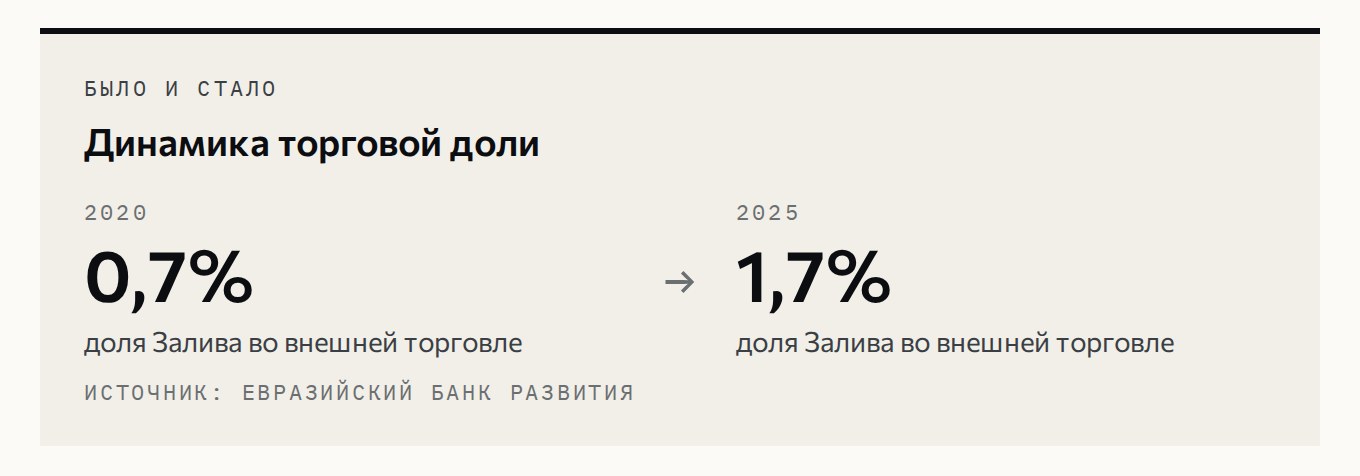 БЫЛО И СТАЛО
Динамика торговой доли
2020
0,7%
доля Залива во внешней торговле
→
2025
1,7%
доля Залива во внешней торговле
ИСТОЧНИК: ЕВРАЗИЙСКИЙ БАНК РАЗВИТИЯ